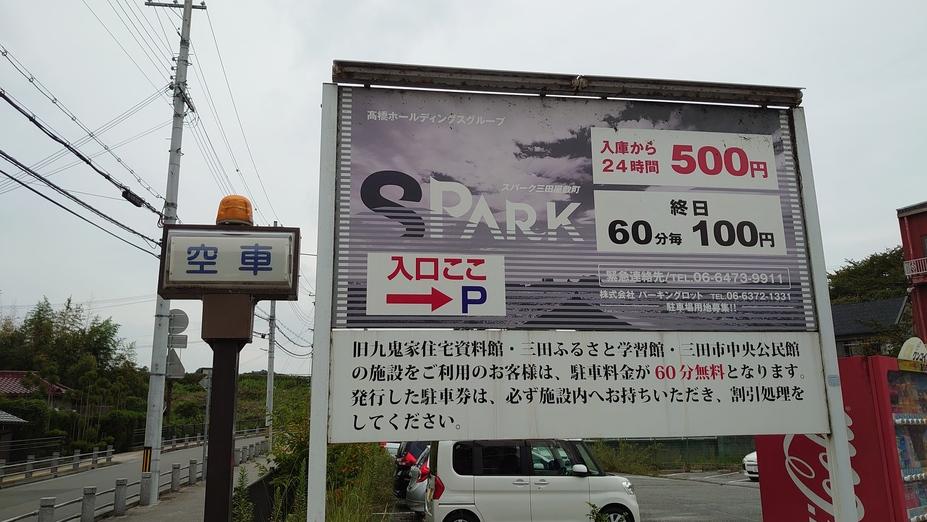 高橋ホールディングスグループ
スパーク三田屋敷町
SPARK
入庫から
24時間 500円
終日
60分毎 100円
入口ここ
→P
緊急連絡先/TEL.06-6473-9911
株式会社 パーキングロット TEL.06-6372-1331
駐車場用地募集!!
空車
旧九鬼家住宅資料館・三田ふるさと学習館・三田市中央公民館
の施設をご利用のお客様は、駐車料金が60分無料となります。
発行した駐車券は、必ず施設内へお持ちいただき、割引処理を
してください。